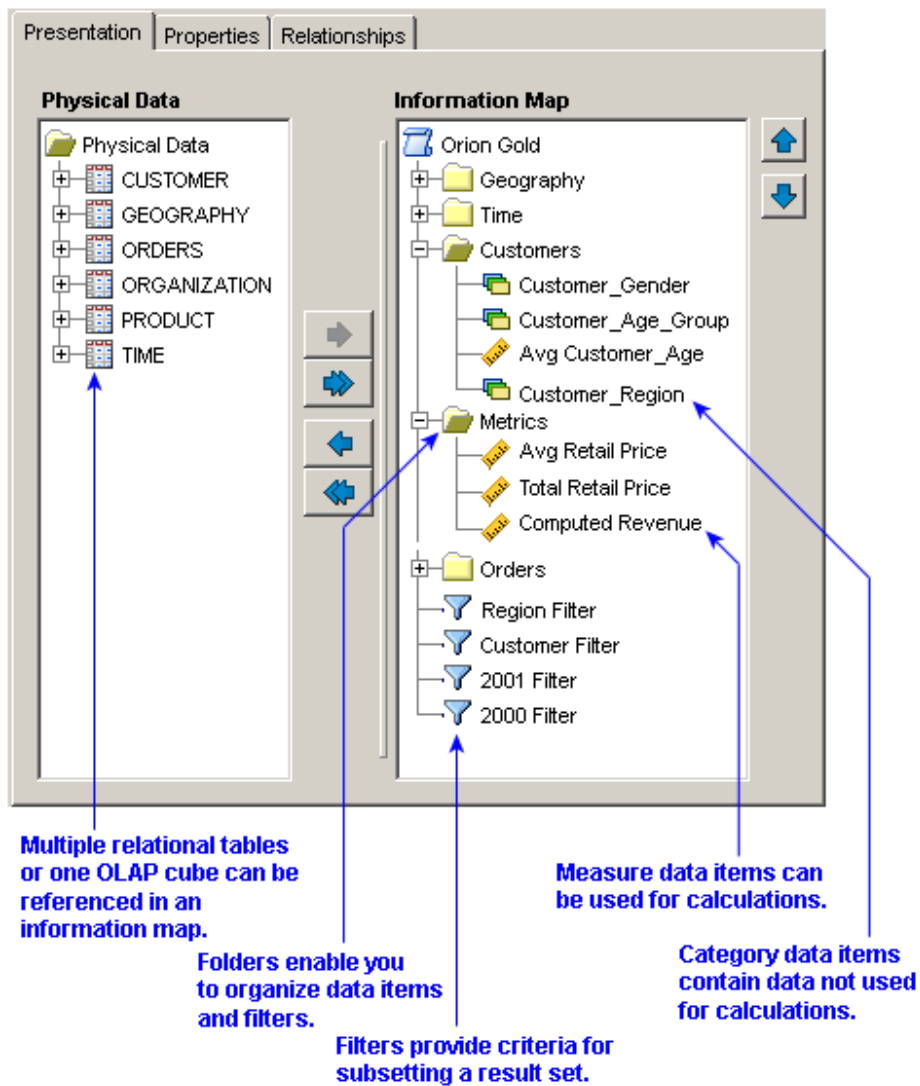 Presentation Properties Relationships
Physical Data
Physical Data
CUSTOMER
GEOGRAPHY
ORDERS
ORGANIZATION
PRODUCT
TIME
Information Map
Orion Gold
Geography
Time
Customers
Customer_Gender
Customer_Age_Group
Avg Customer_Age
Customer_Region
Metrics
Avg Retail Price
Total Retail Price
Computed Revenue
Orders
Region Filter
Customer Filter
2001 Filter
2000 Filter
Multiple relational tables
or one OLAP cube can be
referenced in an
information map.
Folders enable you
to organize data items
and filters.
Filters provide criteria for
subsetting a result set.
Measure data items can
be used for calculations.
Category data items
contain data not used
for calculations.